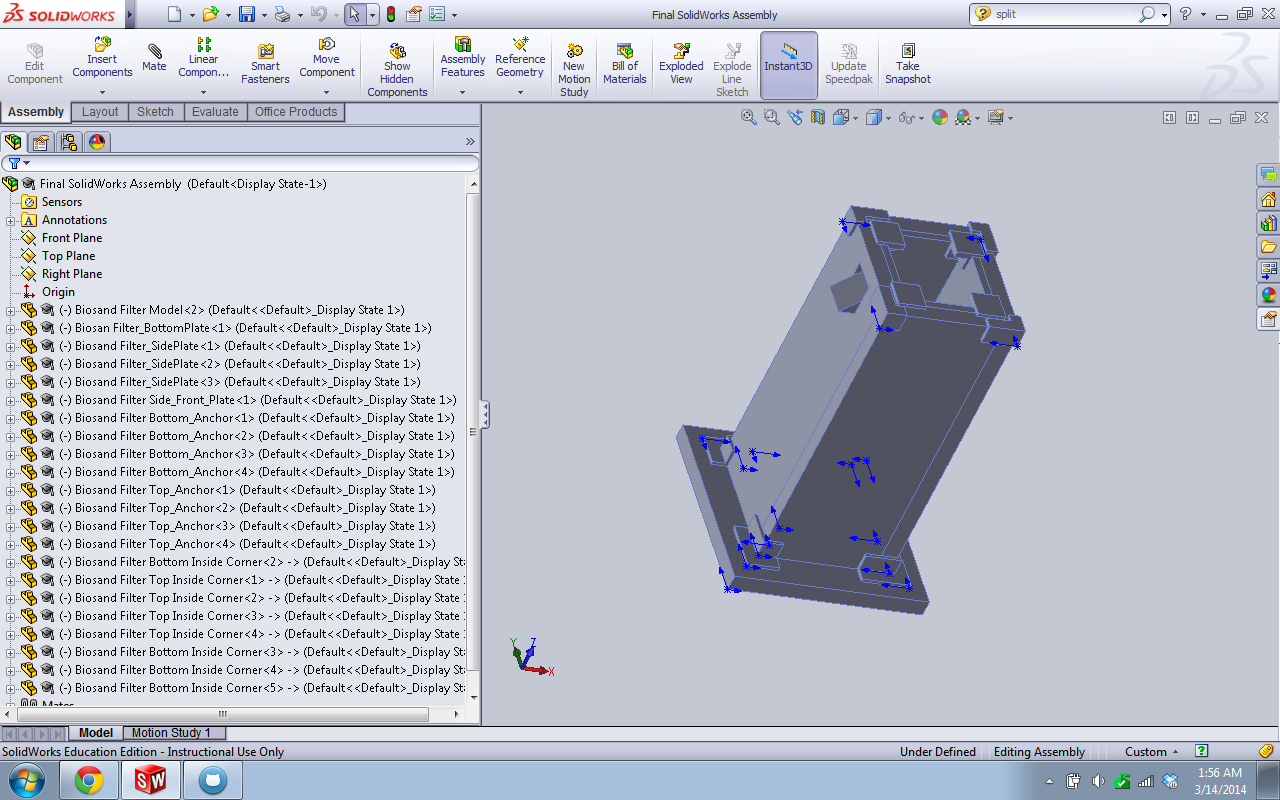 SOLIDWORKS
Final SolidWorks Assembly
split
Edit Component
Insert Components
Mate
Linear Compon...
Smart Fasteners
Move Component
Show Hidden Components
Assembly Features
Reference Geometry
New Motion Study
Bill of Materials
Exploded View
Explode Line Sketch
Instant3D
Update Speedpak
Take Snapshot
Assembly Layout Sketch Evaluate Office Products
Final SolidWorks Assembly (Default<Display State-1>)
Sensors
Annotations
Front Plane
Top Plane
Right Plane
Origin
(-) Biosand Filter Model<2> (Default<<Default>_Display State 1>)
(-) Biosan Filter_BottomPlate<1> (Default<<Default>_Display State 1>)
(-) Biosand Filter_SidePlate<1> (Default<<Default>_Display State 1>)
(-) Biosand Filter_SidePlate<2> (Default<<Default>_Display State 1>)
(-) Biosand Filter_SidePlate<3> (Default<<Default>_Display State 1>)
(-) Biosand Filter Side_Front_Plate<1> (Default<<Default>_Display State 1>)
(-) Biosand Filter Bottom_Anchor<1> (Default<<Default>_Display State 1>)
(-) Biosand Filter Bottom_Anchor<2> (Default<<Default>_Display State 1>)
(-) Biosand Filter Bottom_Anchor<3> (Default<<Default>_Display State 1>)
(-) Biosand Filter Bottom_Anchor<4> (Default<<Default>_Display State 1>)
(-) Biosand Filter Top_Anchor<1> (Default<<Default>_Display State 1>)
(-) Biosand Filter Top_Anchor<2> (Default<<Default>_Display State 1>)
(-) Biosand Filter Top_Anchor<3> (Default<<Default>_Display State 1>)
(-) Biosand Filter Top_Anchor<4> (Default<<Default>_Display State 1>)
(-) Biosand Filter Bottom Inside Corner<2> -> (Default<<Default>_Display St
(-) Biosand Filter Top Inside Corner<1> -> (Default<<Default>_Display State
(-) Biosand Filter Top Inside Corner<2> -> (Default<<Default>_Display State
(-) Biosand Filter Top Inside Corner<3> -> (Default<<Default>_Display State
(-) Biosand Filter Top Inside Corner<4> -> (Default<<Default>_Display State
(-) Biosand Filter Bottom Inside Corner<3> -> (Default<<Default>_Display St
(-) Biosand Filter Bottom Inside Corner<4> -> (Default<<Default>_Display St
(-) Biosand Filter Bottom Inside Corner<5> -> (Default<<Default>_Display St
Mates
Y
Z
X
Model Motion Study 1
SolidWorks Education Edition - Instructional Use Only
Under Defined Editing Assembly Custom
SW
1:56 AM
3/14/2014